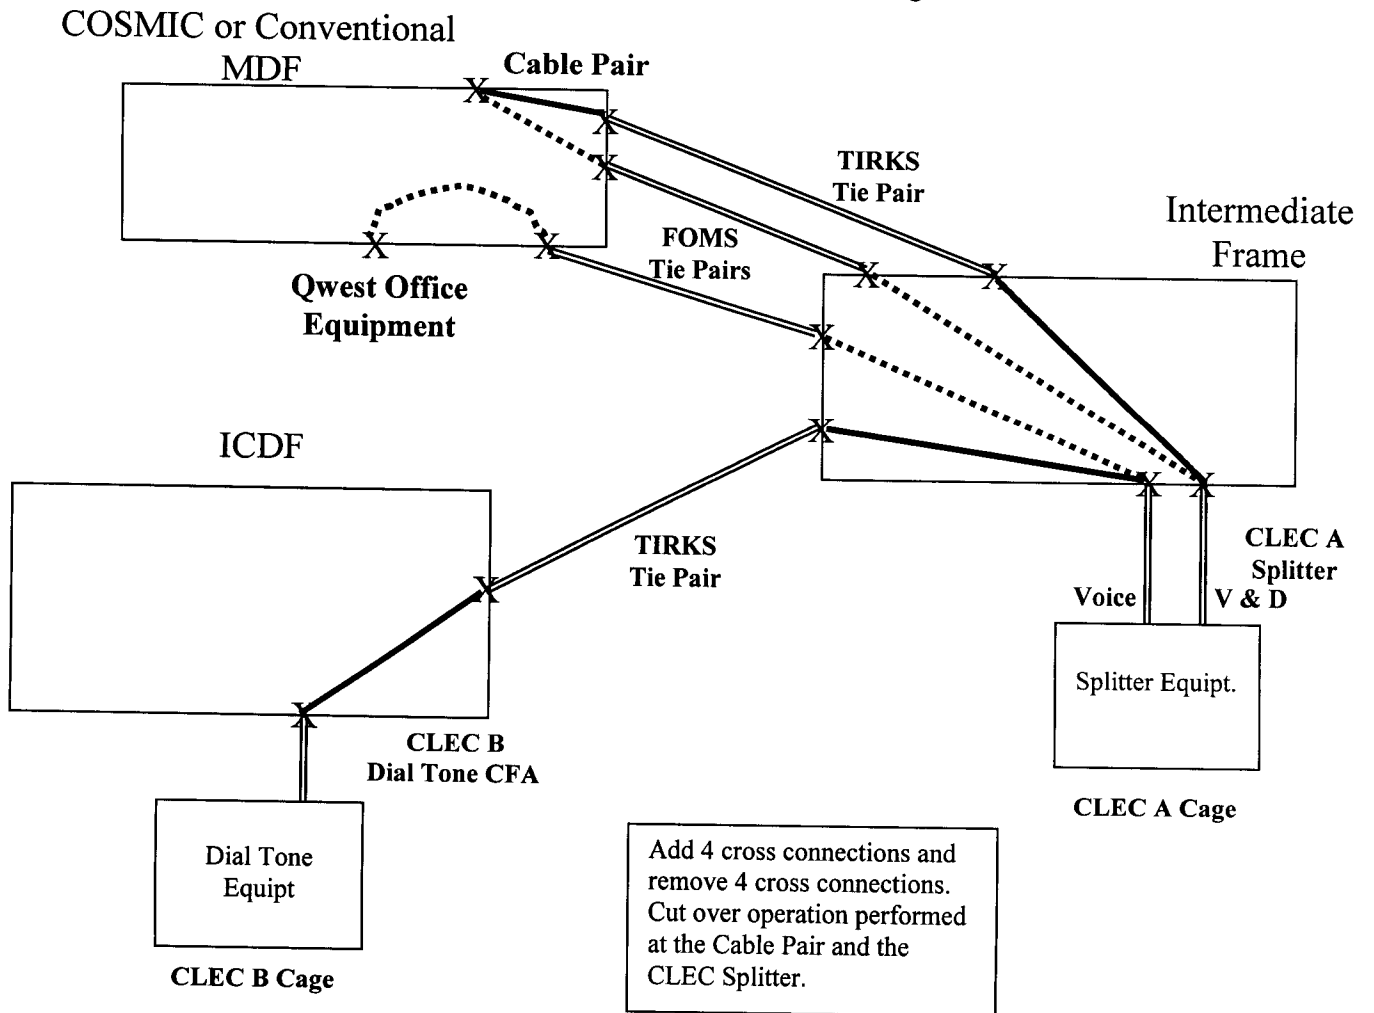 COSMIC or Conventional
MDF
Cable Pair
TIRKS
Tie Pair
Intermediate
Frame
FOMS
Tie Pairs
Qwest Office
Equipment
ICDF
TIRKS
Tie Pair
CLEC A
Splitter
Voice
V & D
Splitter Equipt.
CLEC A Cage
CLEC B
Dial Tone CFA
Dial Tone
Equipt
CLEC B Cage
Add 4 cross connections and
remove 4 cross connections.
Cut over operation performed
at the Cable Pair and the
CLEC Splitter.